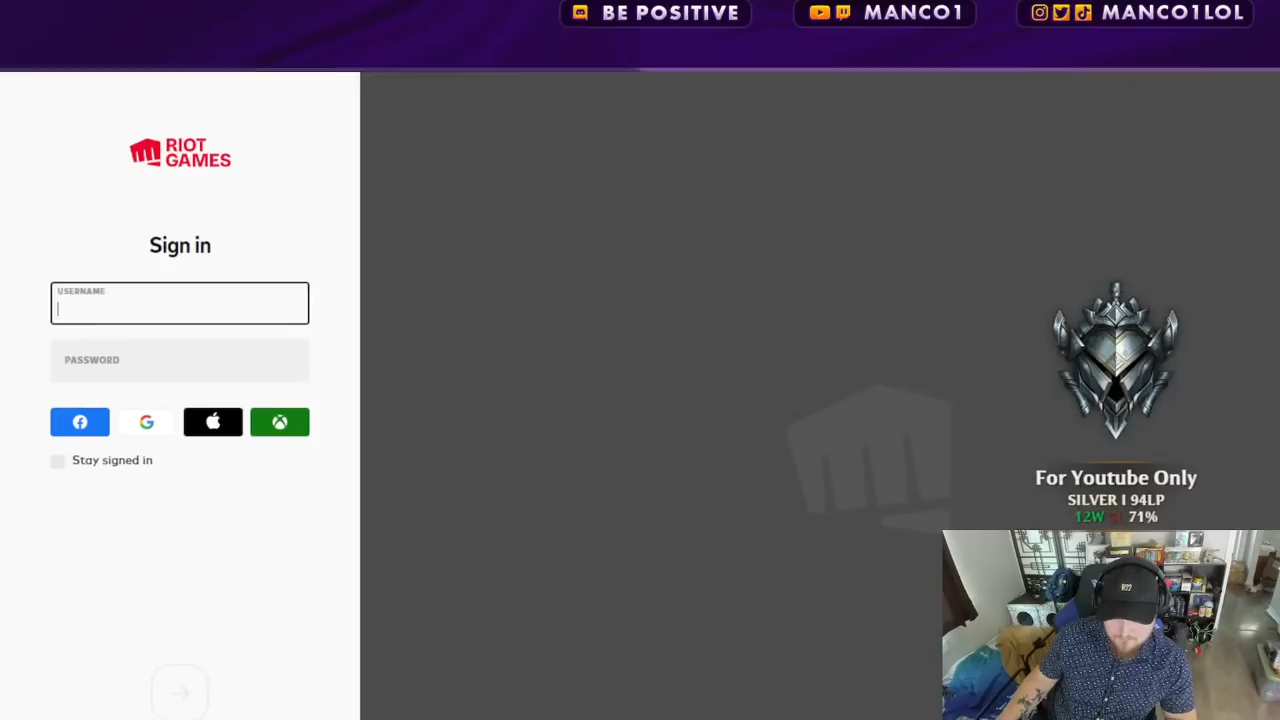 BE POSITIVE
MANCO1
MANCO1LOL
RIOT
GAMES
Sign in
USERNAME
PASSWORD
Stay signed in
For Youtube Only
SILVER I 94LP
12W 71%